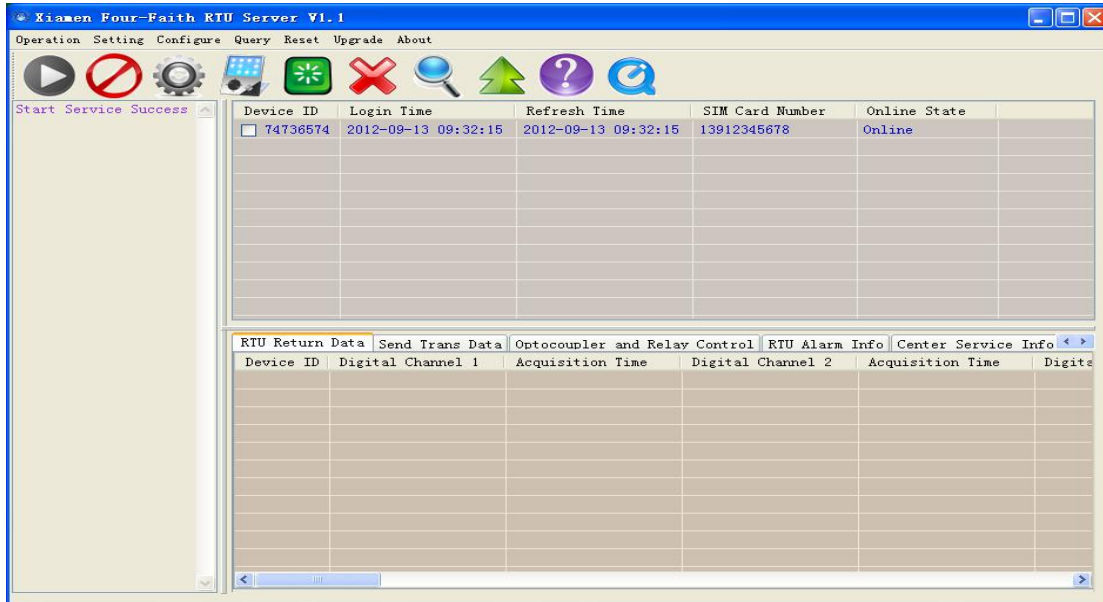 Xiamen Four-Faith RTU Server V1.1
Operation Setting Configure Query Reset Upgrade About
Start Service Success
Device ID Login Time Refresh Time SIM Card Number Online State
74736574 2012-09-13 09:32:15 2012-09-13 09:32:15 13912345678 Online
RTU Return Data Send Trans Data Optocoupler and Relay Control RTU Alarm Info Center Service Info
Device ID Digital Channel 1 Acquisition Time Digital Channel 2 Acquisition Time Digita